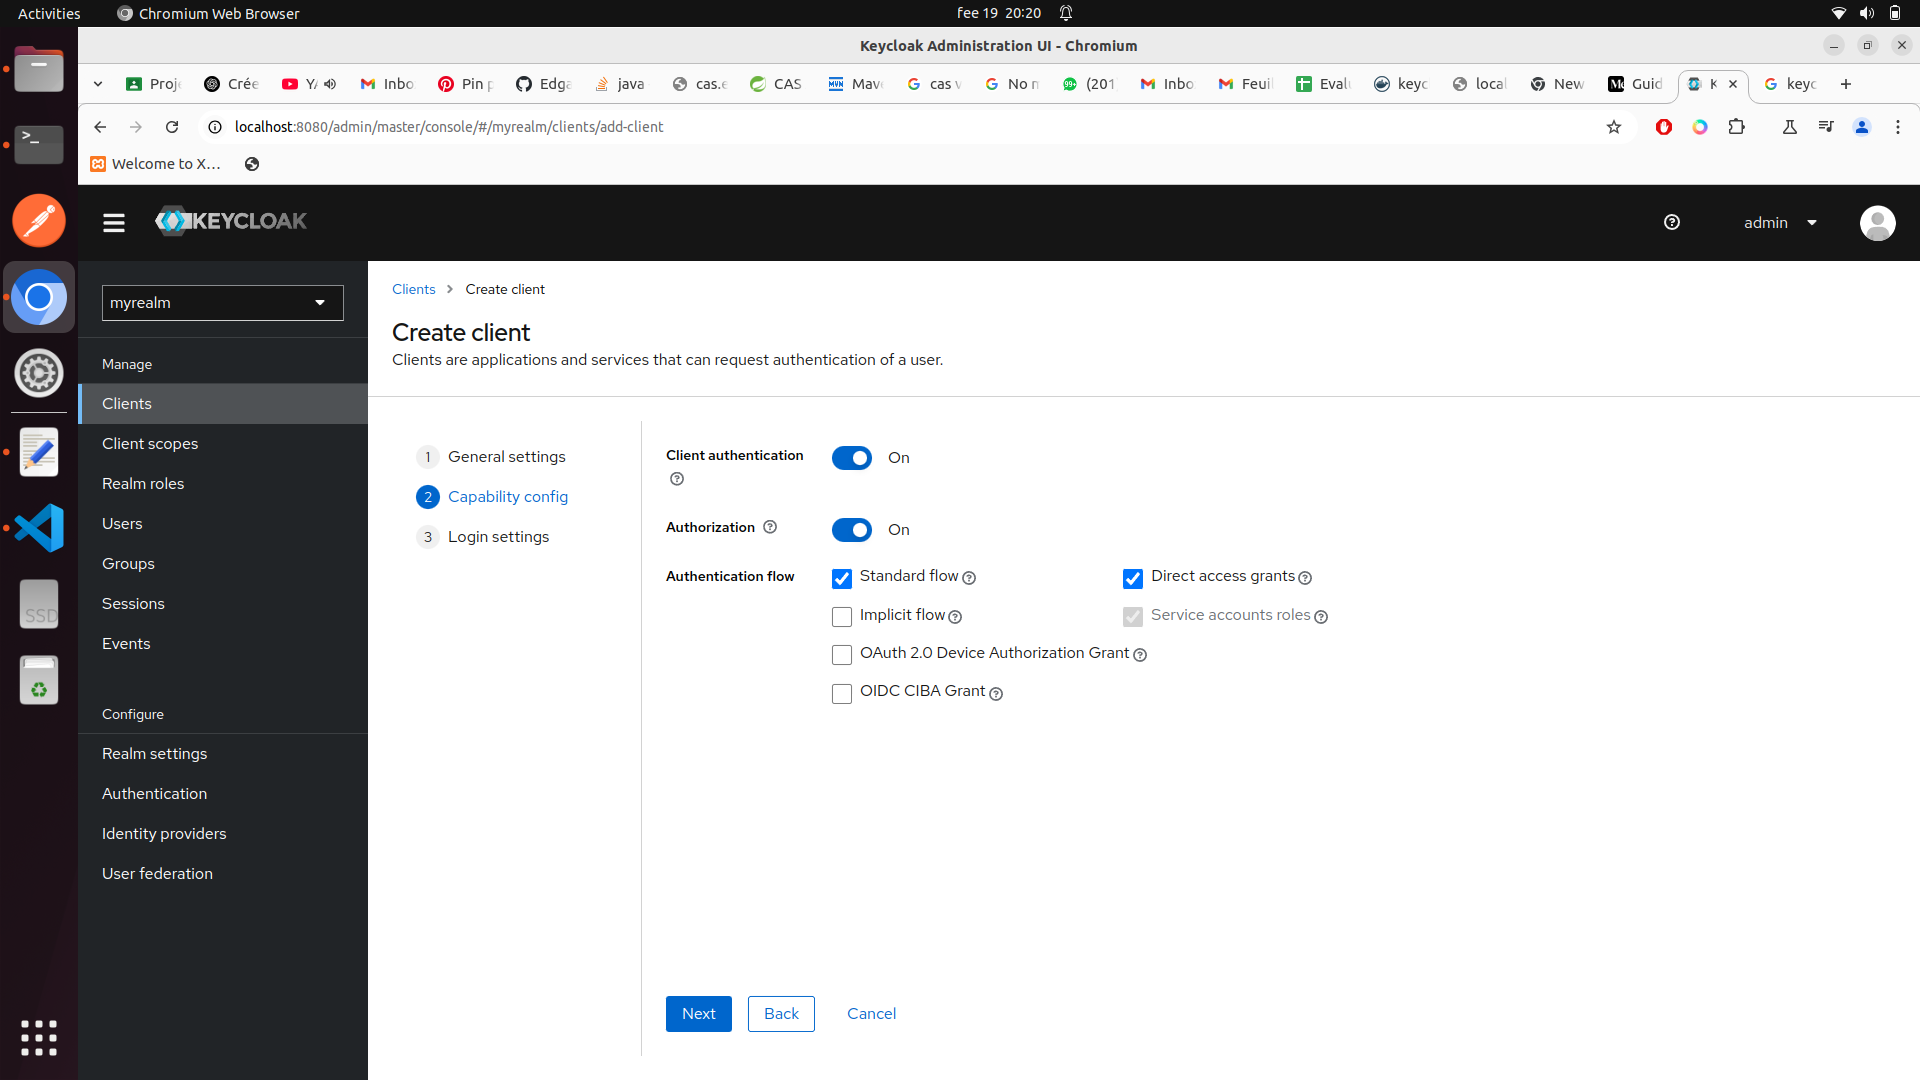 Activities
Chromium Web Browser
fee 19 20:20
Keycloak Administration UI - Chromium
Proj
Crée
Y
Inbo
Pin p
Edga
java
cas.e
CAS
Mav
cas v
No m
99+
(201
Inbo
Feuil
Evalu
keyc
local
New
Guid
K
keyc
localhost:8080/admin/master/console/#/myrealm/clients/add-client
Welcome to X...
KEYCLOAK
admin
myrealm
Manage
Clients
Client scopes
Realm roles
Users
Groups
Sessions
Events
Configure
Realm settings
Authentication
Identity providers
User federation
SSD
Clients > Create client
Create client
Clients are applications and services that can request authentication of a user.
1 General settings
2 Capability config
3 Login settings
Client authentication
On
Authorization
On
Authentication flow
Standard flow
Direct access grants
Implicit flow
Service accounts roles
OAuth 2.0 Device Authorization Grant
OIDC CIBA Grant
Next
Back
Cancel